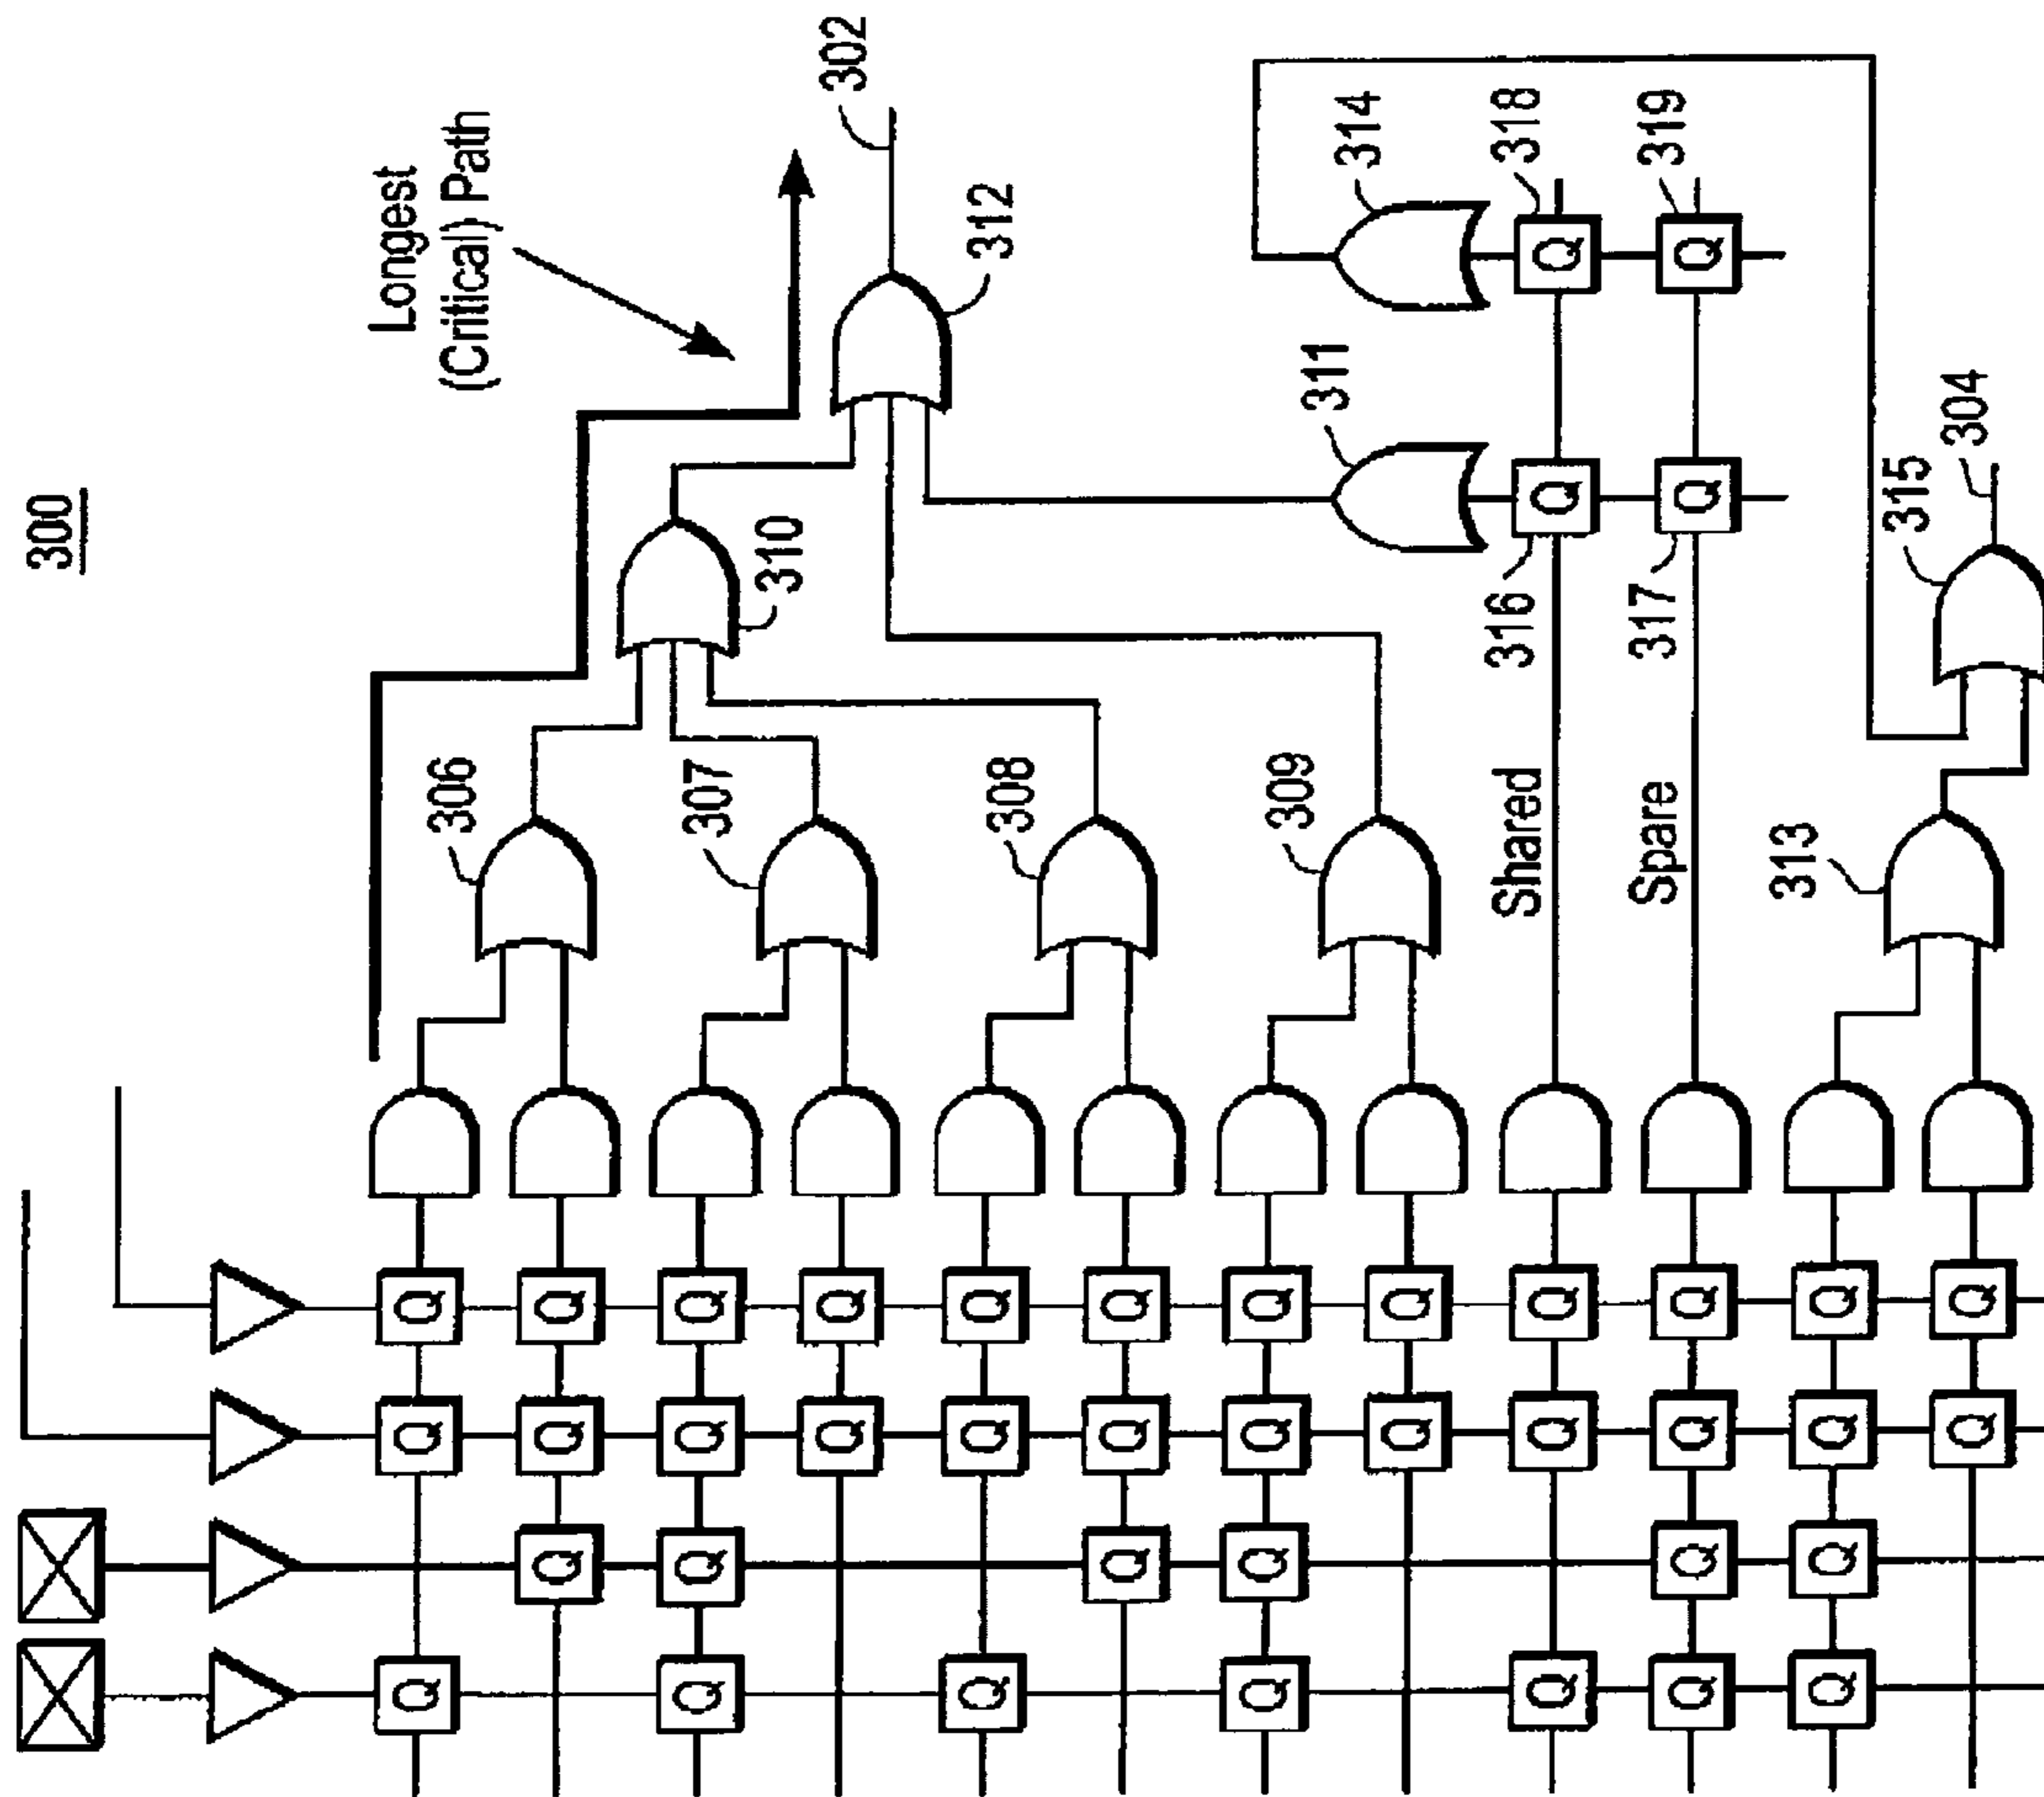 300
Longest
(Critical) Path
Q Q Q
306
Q Q Q
Q Q Q Q
307
310
Q Q
302
Q Q Q
312
308
Q Q Q
Q Q Q Q
309
311
314
Q Q
Shared
316
318
Q Q Q Q Q
Spare
317
319
Q Q Q Q Q Q
313
Q Q Q Q
315
304
Q Q